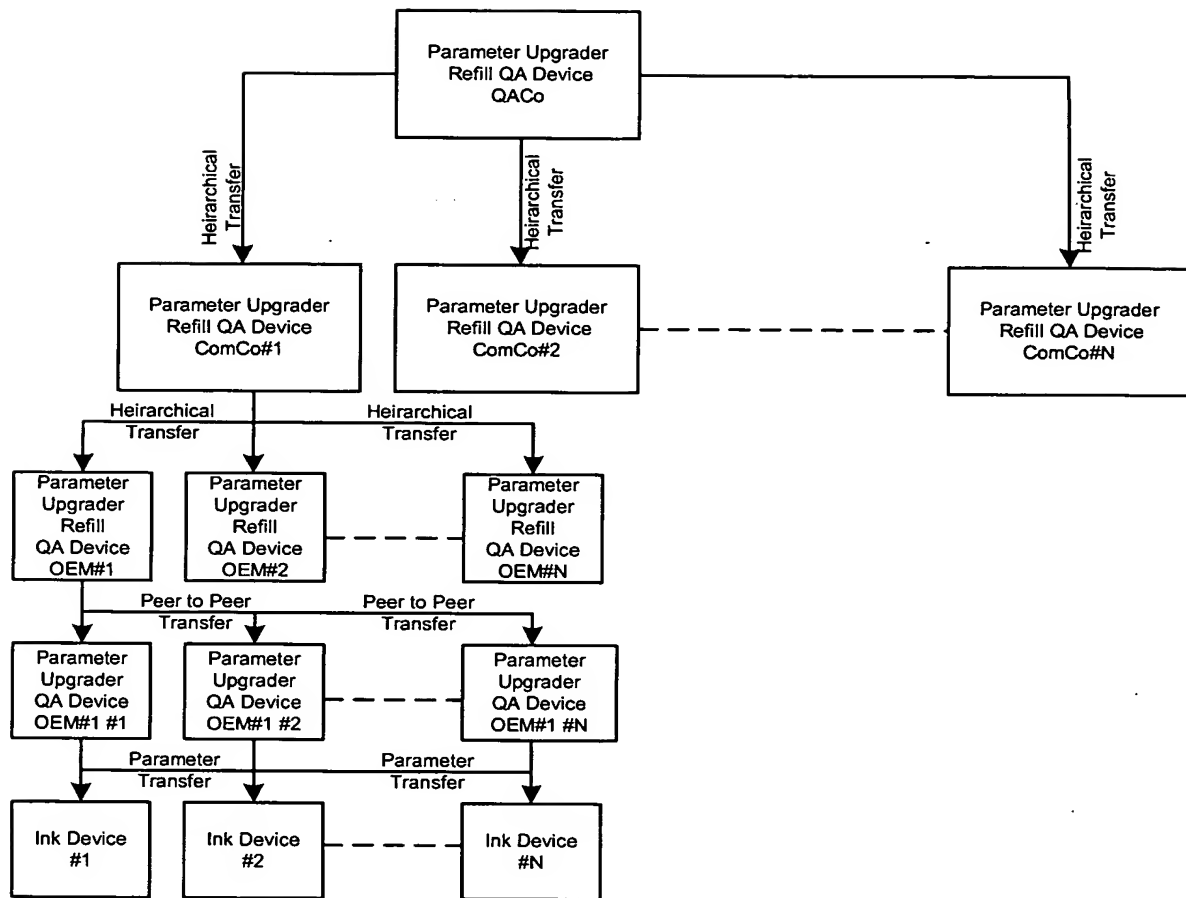 Parameter Upgrader
Refill QA Device
QACo
Heirarchical
Transfer
Heirarchical
Transfer
Heirarchical
Transfer
Parameter Upgrader
Refill QA Device
ComCo#1
Parameter Upgrader
Refill QA Device
ComCo#2
Parameter Upgrader
Refill QA Device
ComCo#N
Heirarchical
Transfer
Heirarchical
Transfer
Parameter
Upgrader
Refill
QA Device
OEM#1
Parameter
Upgrader
Refill
QA Device
OEM#2
Parameter
Upgrader
Refill
QA Device
OEM#N
Peer to Peer
Transfer
Peer to Peer
Transfer
Parameter
Upgrader
QA Device
OEM#1 #1
Parameter
Upgrader
QA Device
OEM#1 #2
Parameter
Upgrader
QA Device
OEM#1 #N
Parameter
Transfer
Parameter
Transfer
Ink Device
#1
Ink Device
#2
Ink Device
#N